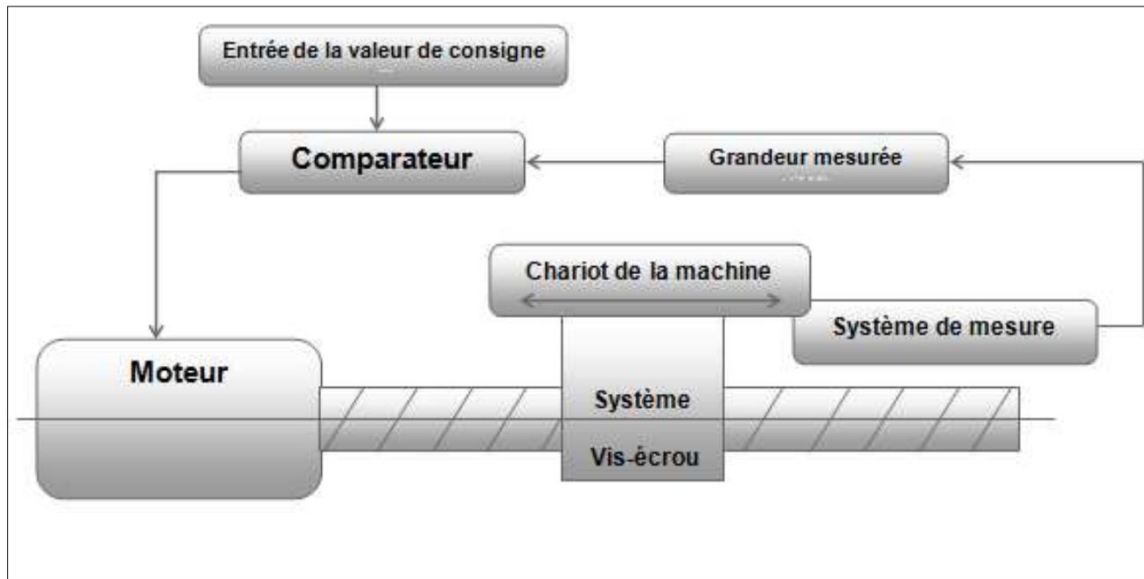 Entrée de la valeur de consigne
Comparateur
Grandeur mesurée
Chariot de la machine
Système de mesure
Moteur
Système
Vis-écrou